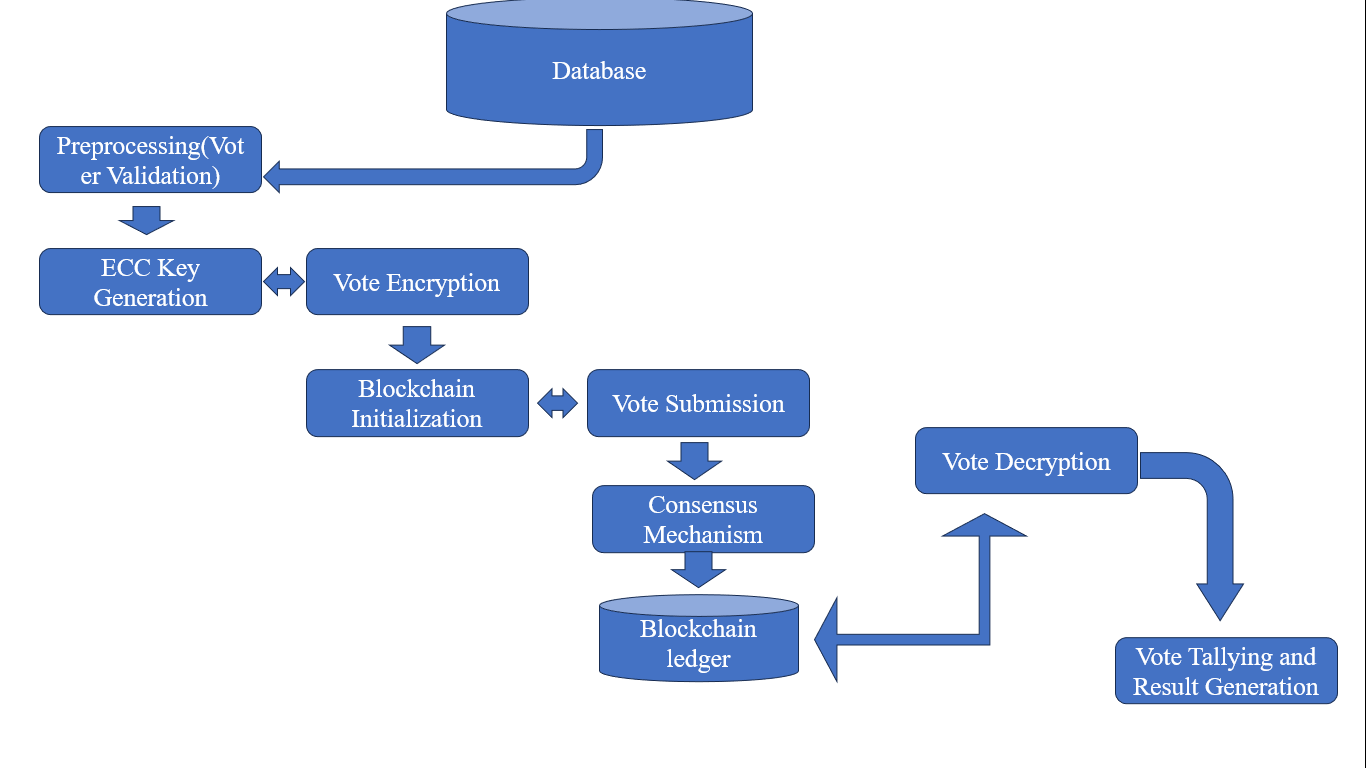 Database
Preprocessing(Vot
er Validation)
ECC Key
Generation
Vote Encryption
Blockchain
Initialization
Vote Submission
Vote Decryption
Consensus
Mechanism
Blockchain
ledger
Vote Tallying and
Result Generation